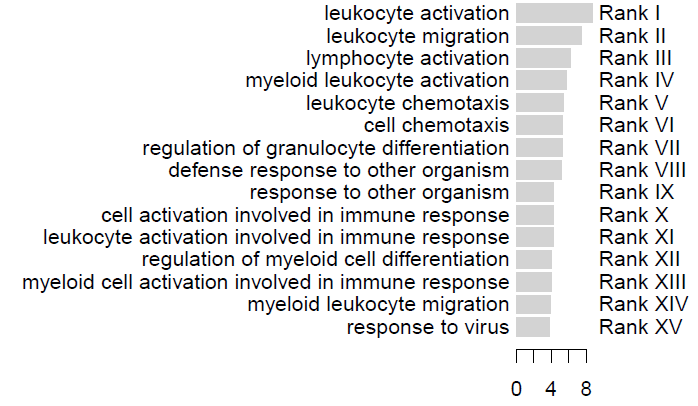 leukocyte activation Rank I
leukocyte migration Rank II
lymphocyte activation Rank III
myeloid leukocyte activation Rank IV
leukocyte chemotaxis Rank V
cell chemotaxis Rank VI
regulation of granulocyte differentiation Rank VII
defense response to other organism Rank VIII
response to other organism Rank IX
cell activation involved in immune response Rank X
leukocyte activation involved in immune response Rank XI
regulation of myeloid cell differentiation Rank XII
myeloid cell activation involved in immune response Rank XIII
myeloid leukocyte migration Rank XIV
response to virus Rank XV
0 4 8